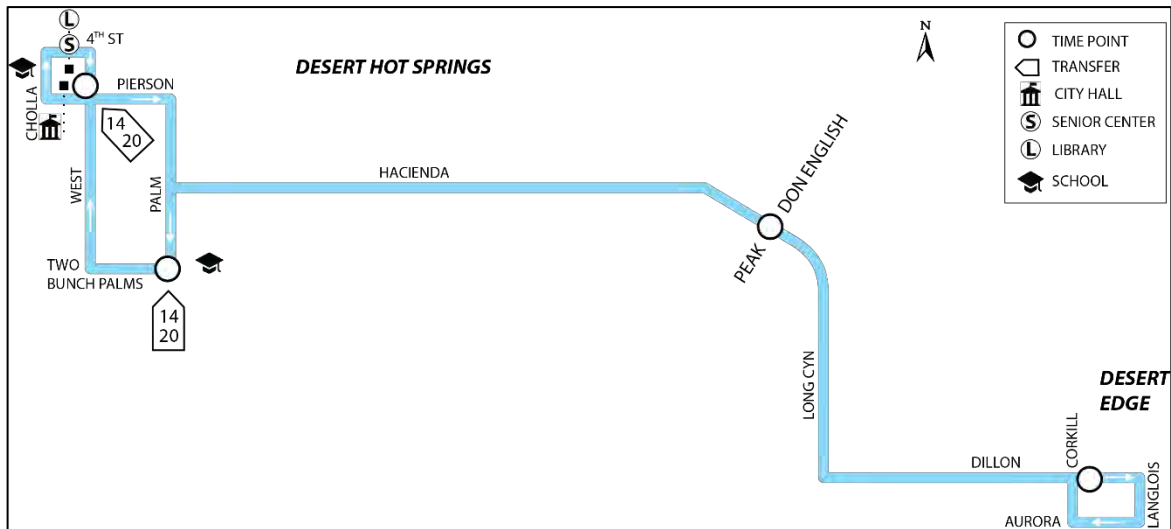 L
S
4TH ST
DESERT HOT SPRINGS
N
TIME POINT
TRANSFER
CITY HALL
S SENIOR CENTER
L LIBRARY
SCHOOL
PIERSON
CHOLLA
14
20
WEST
PALM
HACIENDA
DON ENGLISH
PEAK
TWO
BUNCH PALMS
14
20
LONG CYN
DESERT
EDGE
DILLON
CORKILL
LANGLOIS
AURORA